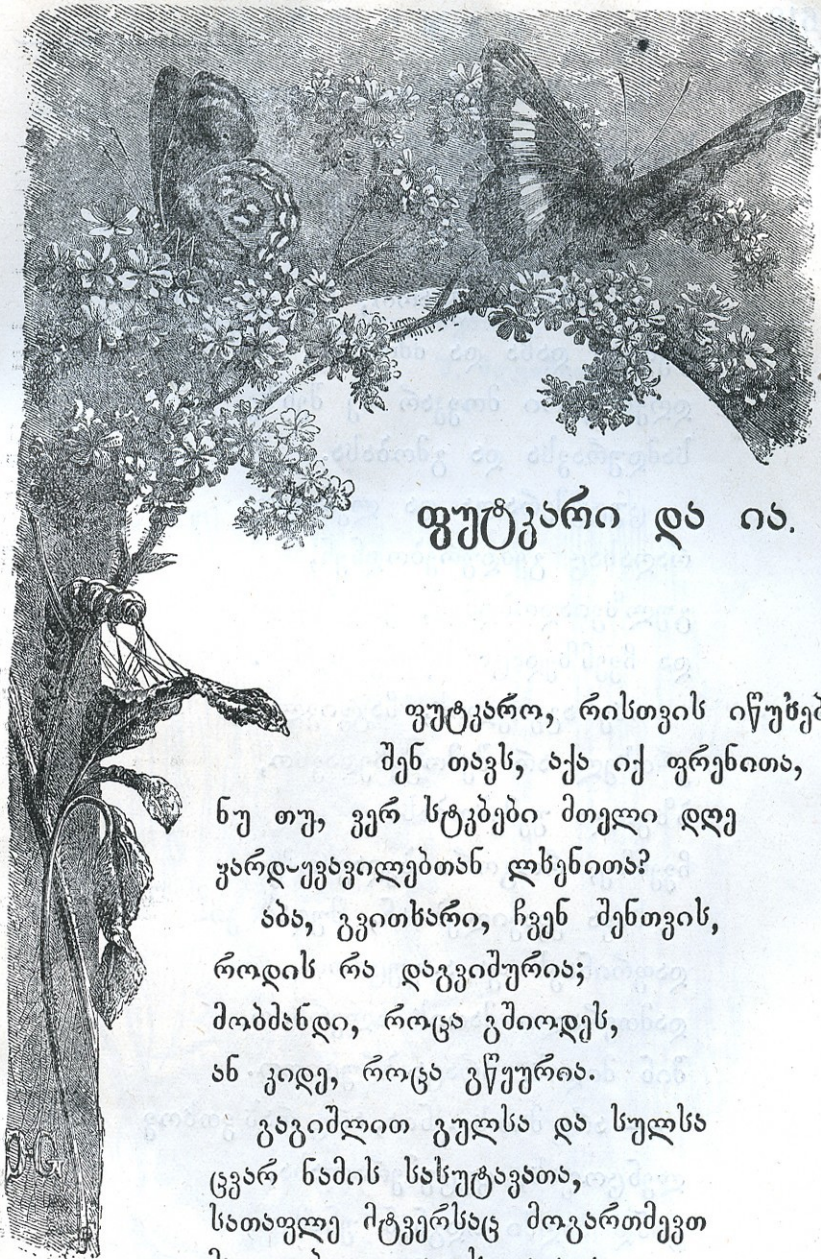 ფუტკარი და ია.
ფუტკარო, რისთვის იწუხებ
შენ თავს, აქა იქ ფრენითა,
ნუ თუ, ვერ სტკბები მთელი დღე
ყარდ-ყვავილებთან ლხენითა?
აბა, გვითხარი, ჩვენ შენთვის,
როდის რა დაგვიშურია;
მობძანდი, როცა გშიოდეს,
ან კიდე, როცა გწყურია.
გაგიშლით გულსა და სულსა
ცვარ ნამის სასუტავათა,
სათაფლე მტვერსაც მოგართმევთ
O-G